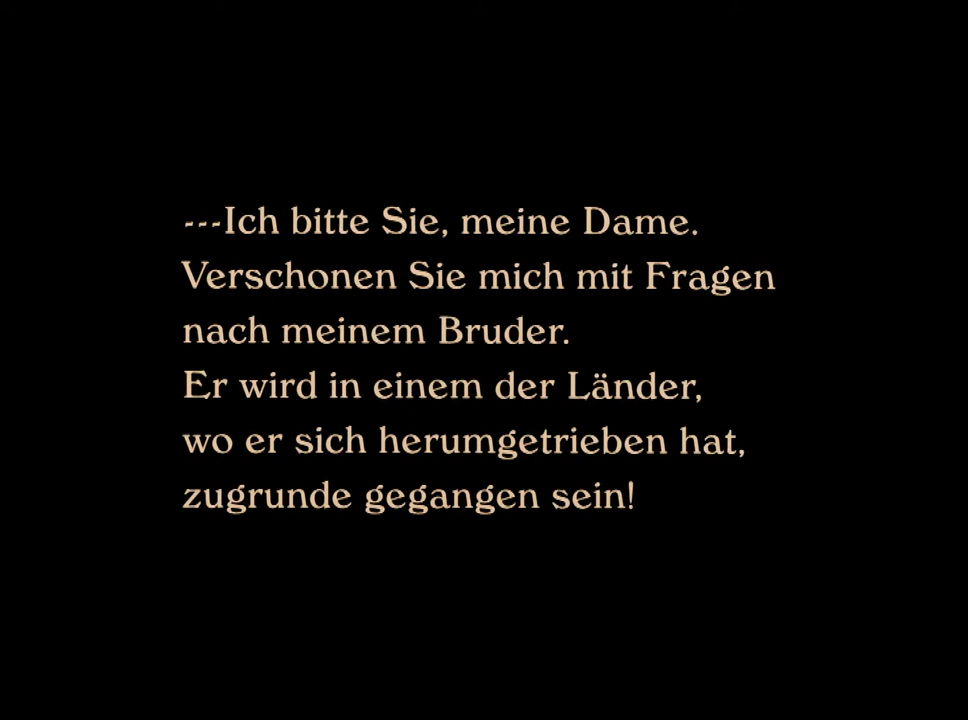 ---Ich bitte Sie, meine Dame.
Verschonen Sie mich mit Fragen
nach meinem Bruder.
Er wird in einem der Länder,
wo er sich herumgetrieben hat,
zugrunde gegangen sein!